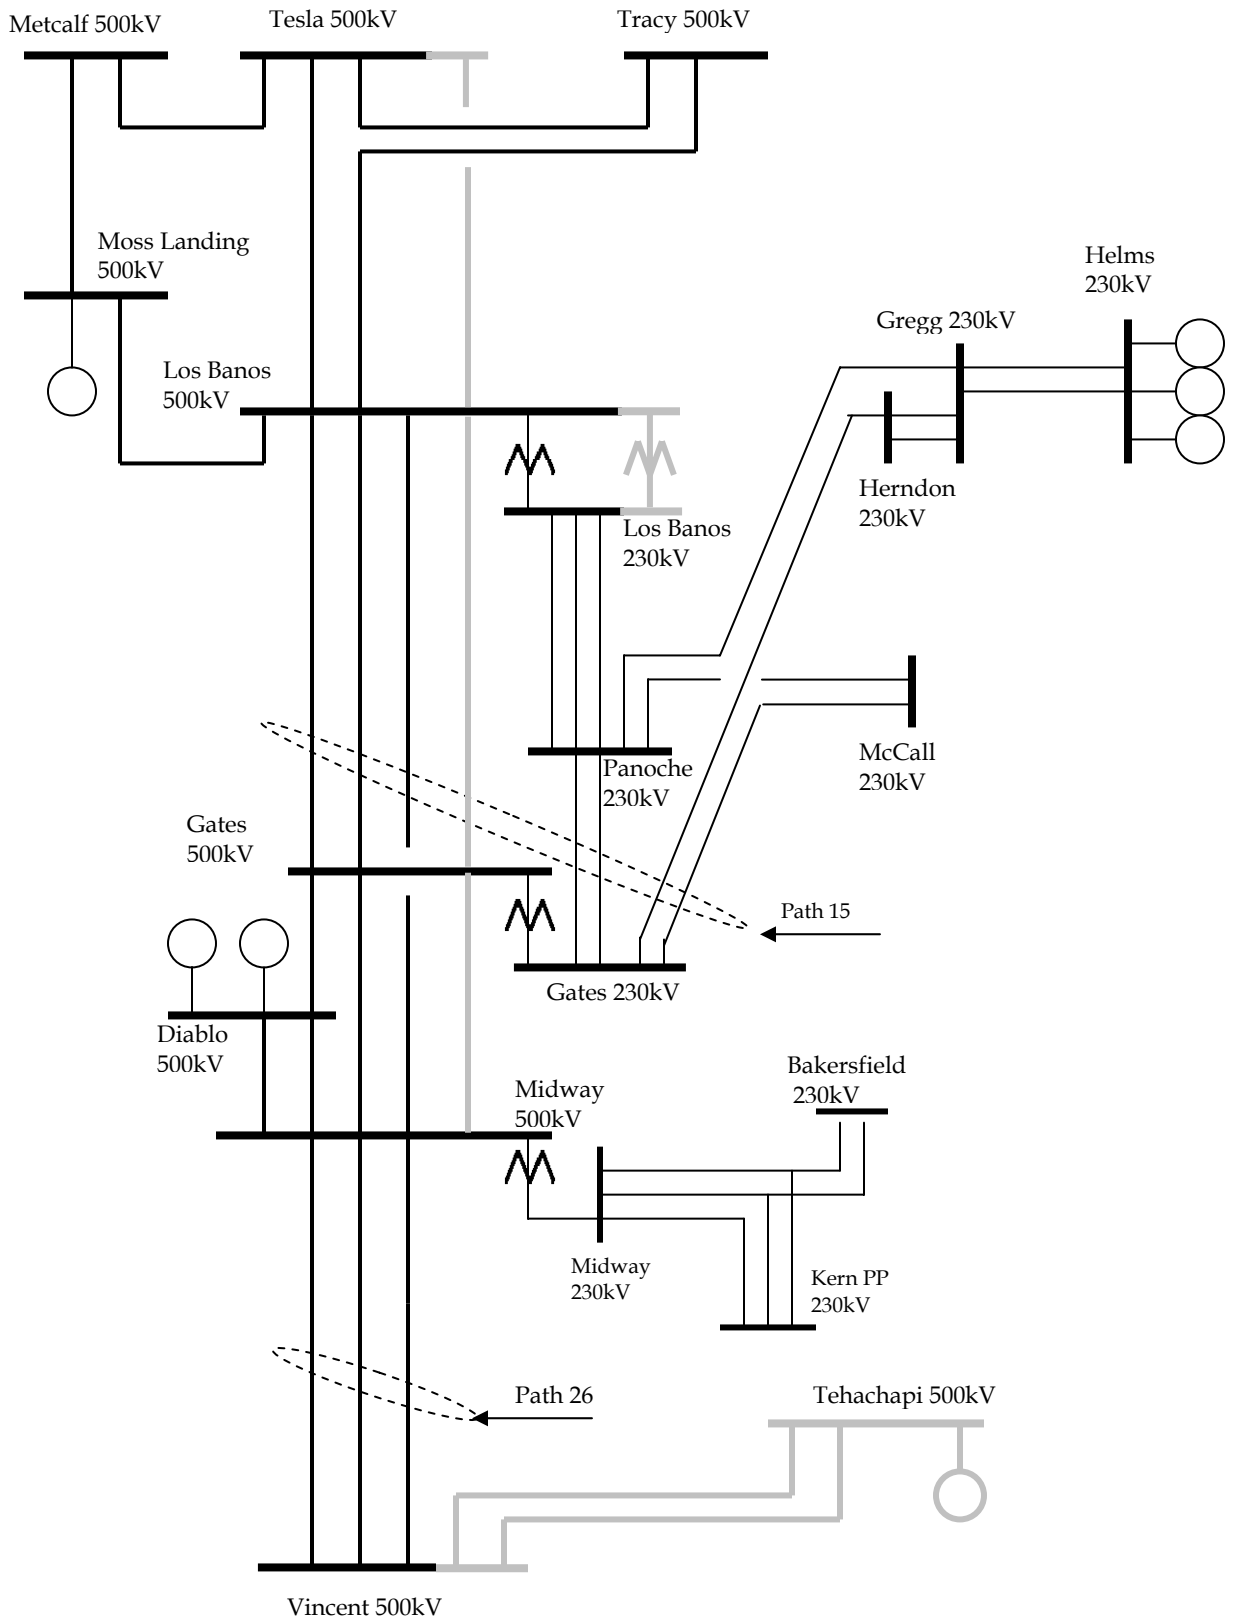 Metcalf 500kV
Tesla 500kV
Tracy 500kV
Moss Landing
500kV
Helms
230kV
Gregg 230kV
Los Banos
500kV
Herndon
230kV
Los Banos
230kV
McCall
230kV
Panoche
230kV
Gates
500kV
Path 15
Gates 230kV
Diablo
500kV
Bakersfield
230kV
Midway
500kV
Midway
230kV
Kern PP
230kV
Path 26
Tehachapi 500kV
Vincent 500kV